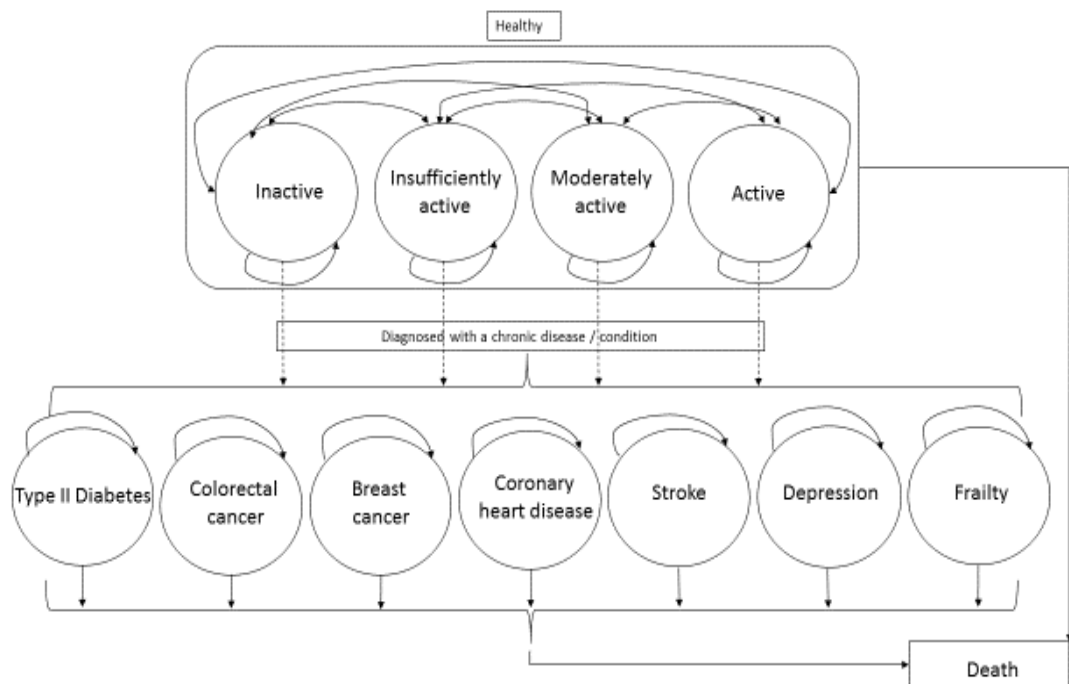 Healthy
Inactive
Insufficiently
active
Moderately
active
Active
Diagnosed with a chronic disease / condition
Type II Diabetes
Colorectal
cancer
Breast
cancer
Coronary
heart disease
Stroke
Depression
Frailty
Death